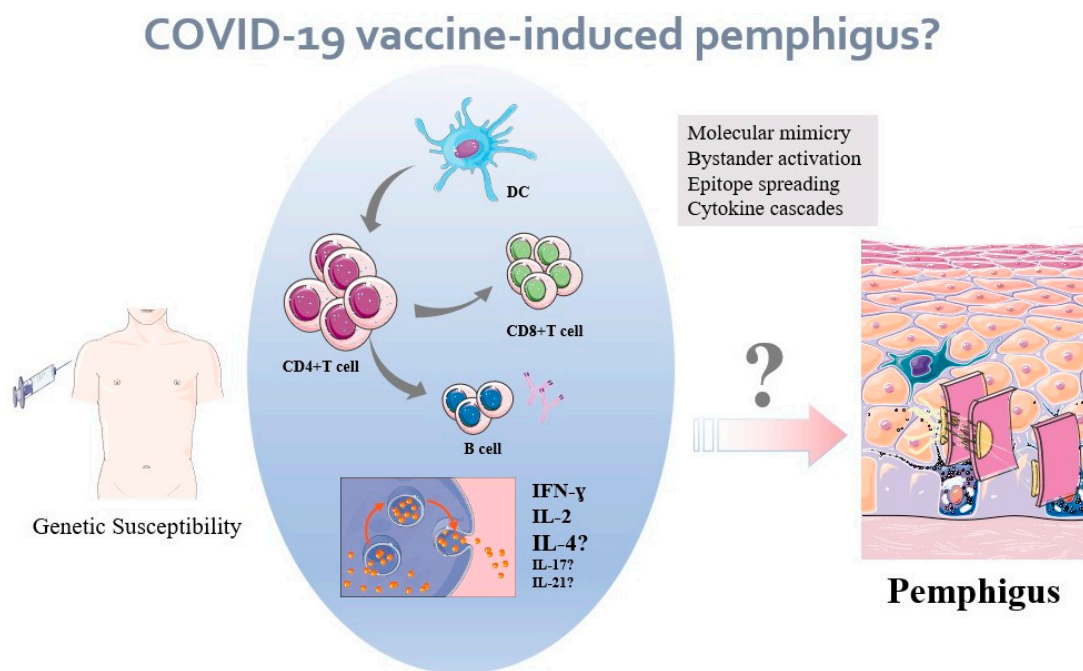 COVID-19 vaccine-induced pemphigus?
Molecular mimicry
Bystander activation
Epitope spreading
Cytokine cascades
DC
CD8+T cell
CD4+T cell
?
B cell
Genetic Susceptibility
IFN-ɣ
IL-2
IL-4?
IL-17?
IL-21?
Pemphigus